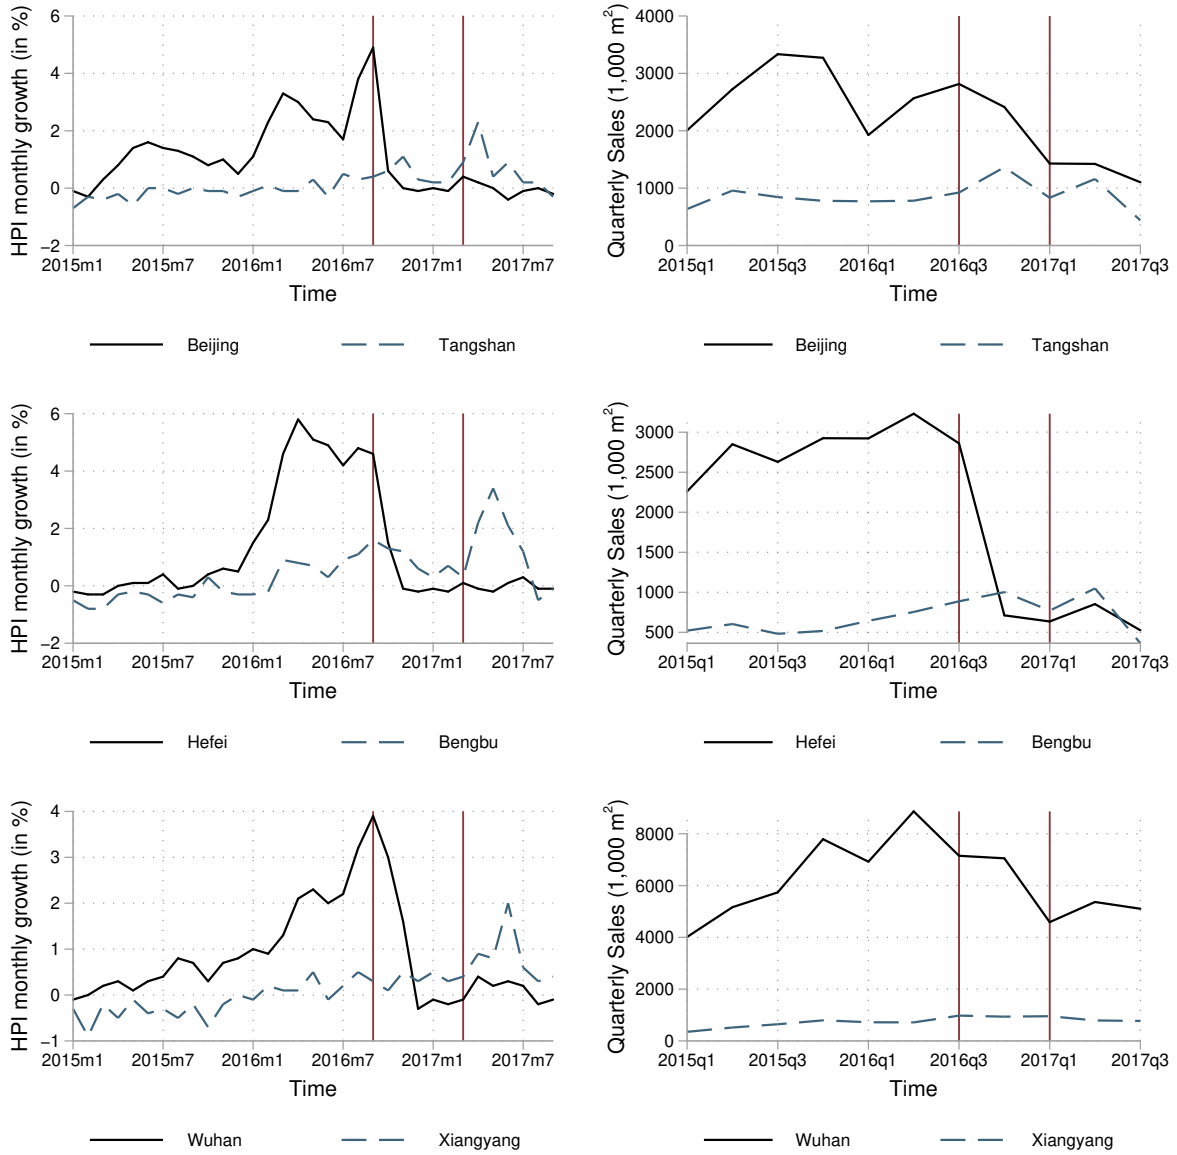 HPI monthly growth (in %)
6
4
2
0
−2
2015m1 2015m7 2016m1 2016m7 2017m1 2017m7
Time
Beijing Tangshan
Quarterly Sales (1,000 m²)
4000
3000
2000
1000
0
2015q1 2015q3 2016q1 2016q3 2017q1 2017q3
Time
Beijing Tangshan
HPI monthly growth (in %)
6
4
2
0
−2
2015m1 2015m7 2016m1 2016m7 2017m1 2017m7
Time
Hefei Bengbu
Quarterly Sales (1,000 m²)
3000
2500
2000
1500
1000
500
2015q1 2015q3 2016q1 2016q3 2017q1 2017q3
Time
Hefei Bengbu
HPI monthly growth (in %)
4
3
2
1
0
−1
2015m1 2015m7 2016m1 2016m7 2017m1 2017m7
Time
Wuhan Xiangyang
Quarterly Sales (1,000 m²)
8000
6000
4000
2000
0
2015q1 2015q3 2016q1 2016q3 2017q1 2017q3
Time
Wuhan Xiangyang